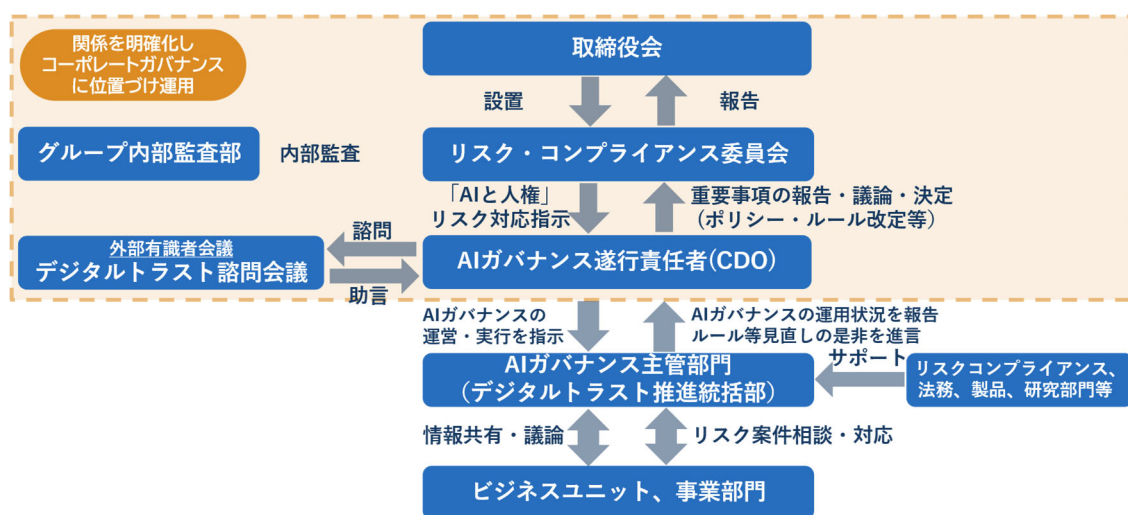 関係を明確化し
コーポレートガバナンス
に位置づけ運用
取締役会
設置
報告
グループ内部監査部
内部監査
リスク・コンプライアンス委員会
「AIと人権」
リスク対応指示
重要事項の報告・議論・決定
(ポリシー・ルール改定等)
外部有識者会議
デジタルトラスト諮問会議
諮問
助言
AIガバナンス遂行責任者(CDO)
AIガバナンスの
運営・実行を指示
AIガバナンスの運用状況を報告
ルール等見直しの是非を進言
AIガバナンス主管部門
(デジタルトラスト推進統括部)
サポート
リスクコンプライアンス、
法務、製品、研究部門等
情報共有・議論
リスク案件相談・対応
ビジネスユニット、事業部門